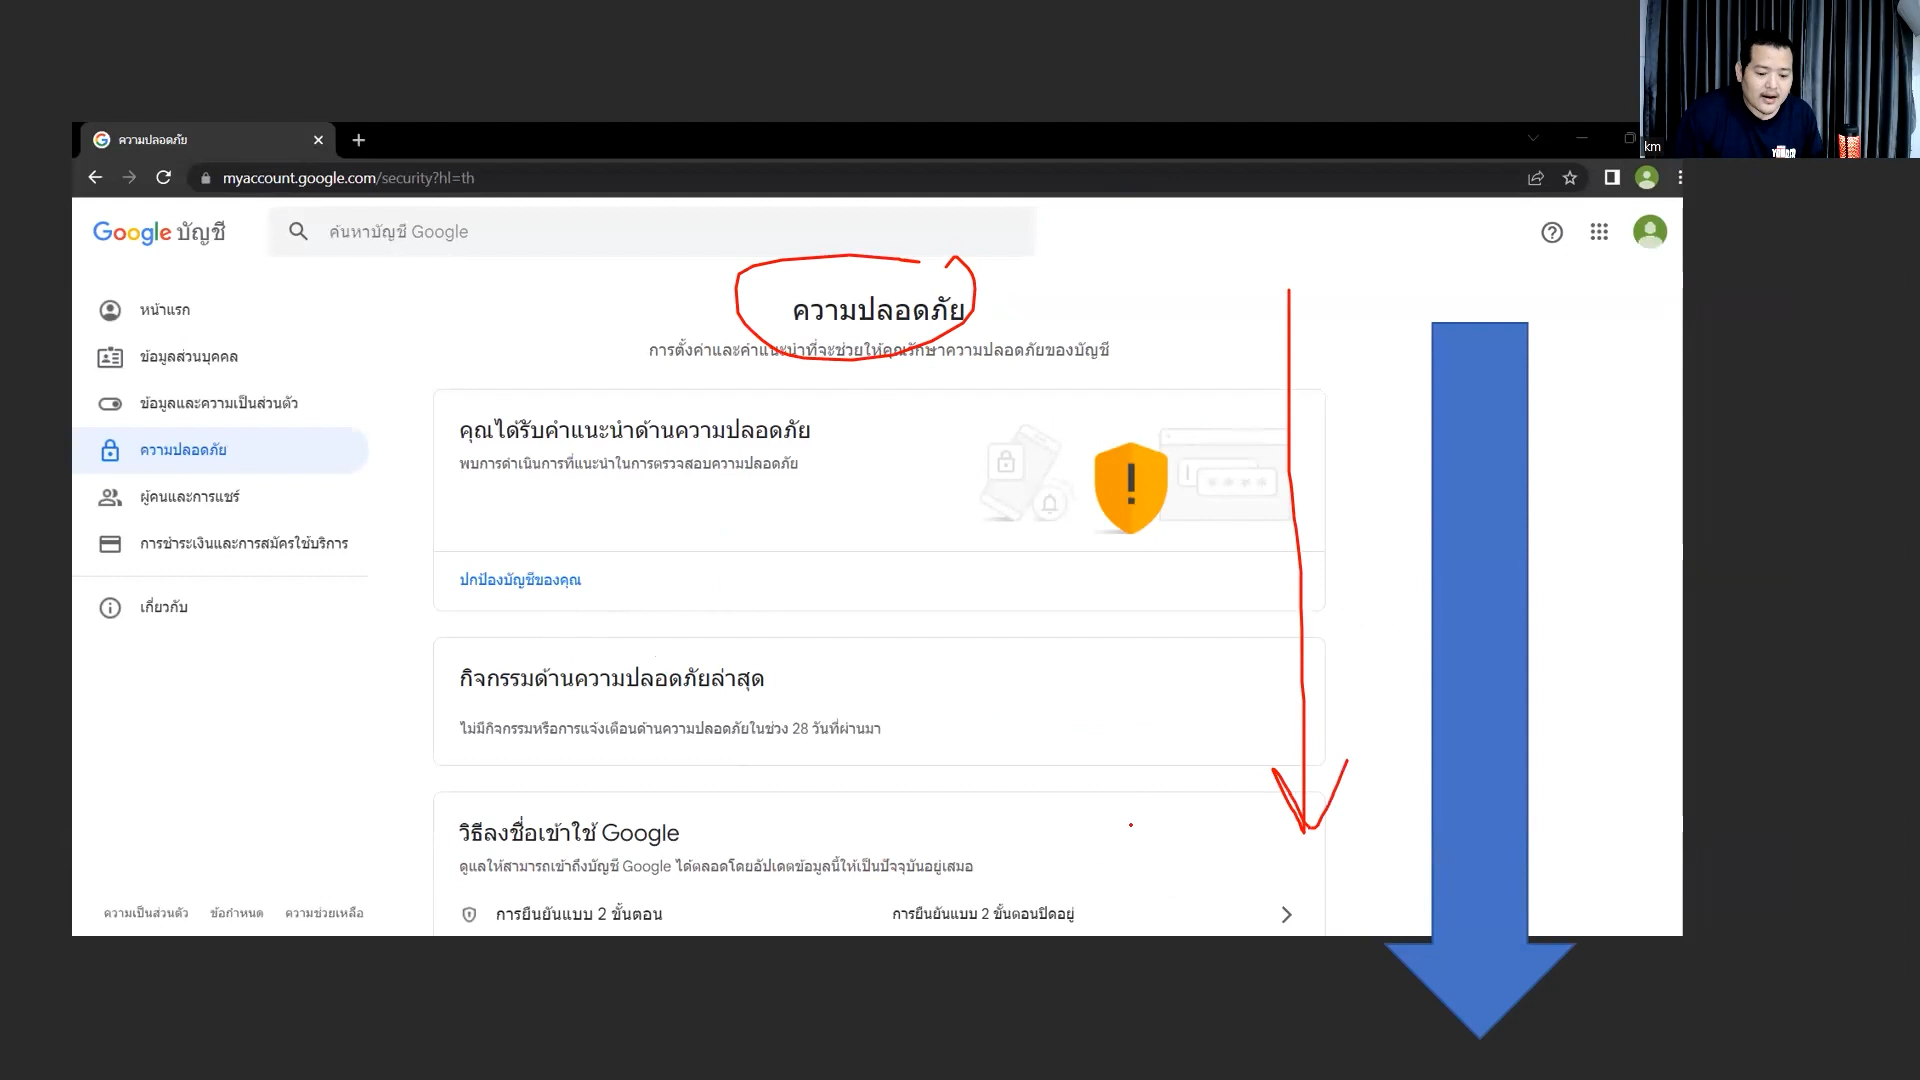 km
ความปลอดภัย
myaccount.google.com/security?hl=th
Google บัญชี
ค้นหาบัญชี Google
หน้าแรก
ข้อมูลส่วนบุคคล
ข้อมูลและความเป็นส่วนตัว
ความปลอดภัย
ผู้คนและการแชร์
การชำระเงินและการสมัครใช้บริการ
เกี่ยวกับ
ความปลอดภัย
การตั้งค่าและคำแนะนำที่จะช่วยให้คุณรักษาความปลอดภัยของบัญชี
คุณได้รับคำแนะนำด้านความปลอดภัย
พบการดำเนินการที่แนะนำในการตรวจสอบความปลอดภัย
ปกป้องบัญชีของคุณ
กิจกรรมด้านความปลอดภัยล่าสุด
ไม่มีกิจกรรมหรือการแจ้งเตือนด้านความปลอดภัยในช่วง 28 วันที่ผ่านมา
วิธีลงชื่อเข้าใช้ Google
ดูแลให้สามารถเข้าถึงบัญชี Google ได้ตลอดโดยอัปเดตข้อมูลนี้ให้เป็นปัจจุบันอยู่เสมอ
การยืนยันแบบ 2 ขั้นตอน การยืนยันแบบ 2 ขั้นตอนปิดอยู่
ความเป็นส่วนตัว ข้อกำหนด ความช่วยเหลือ